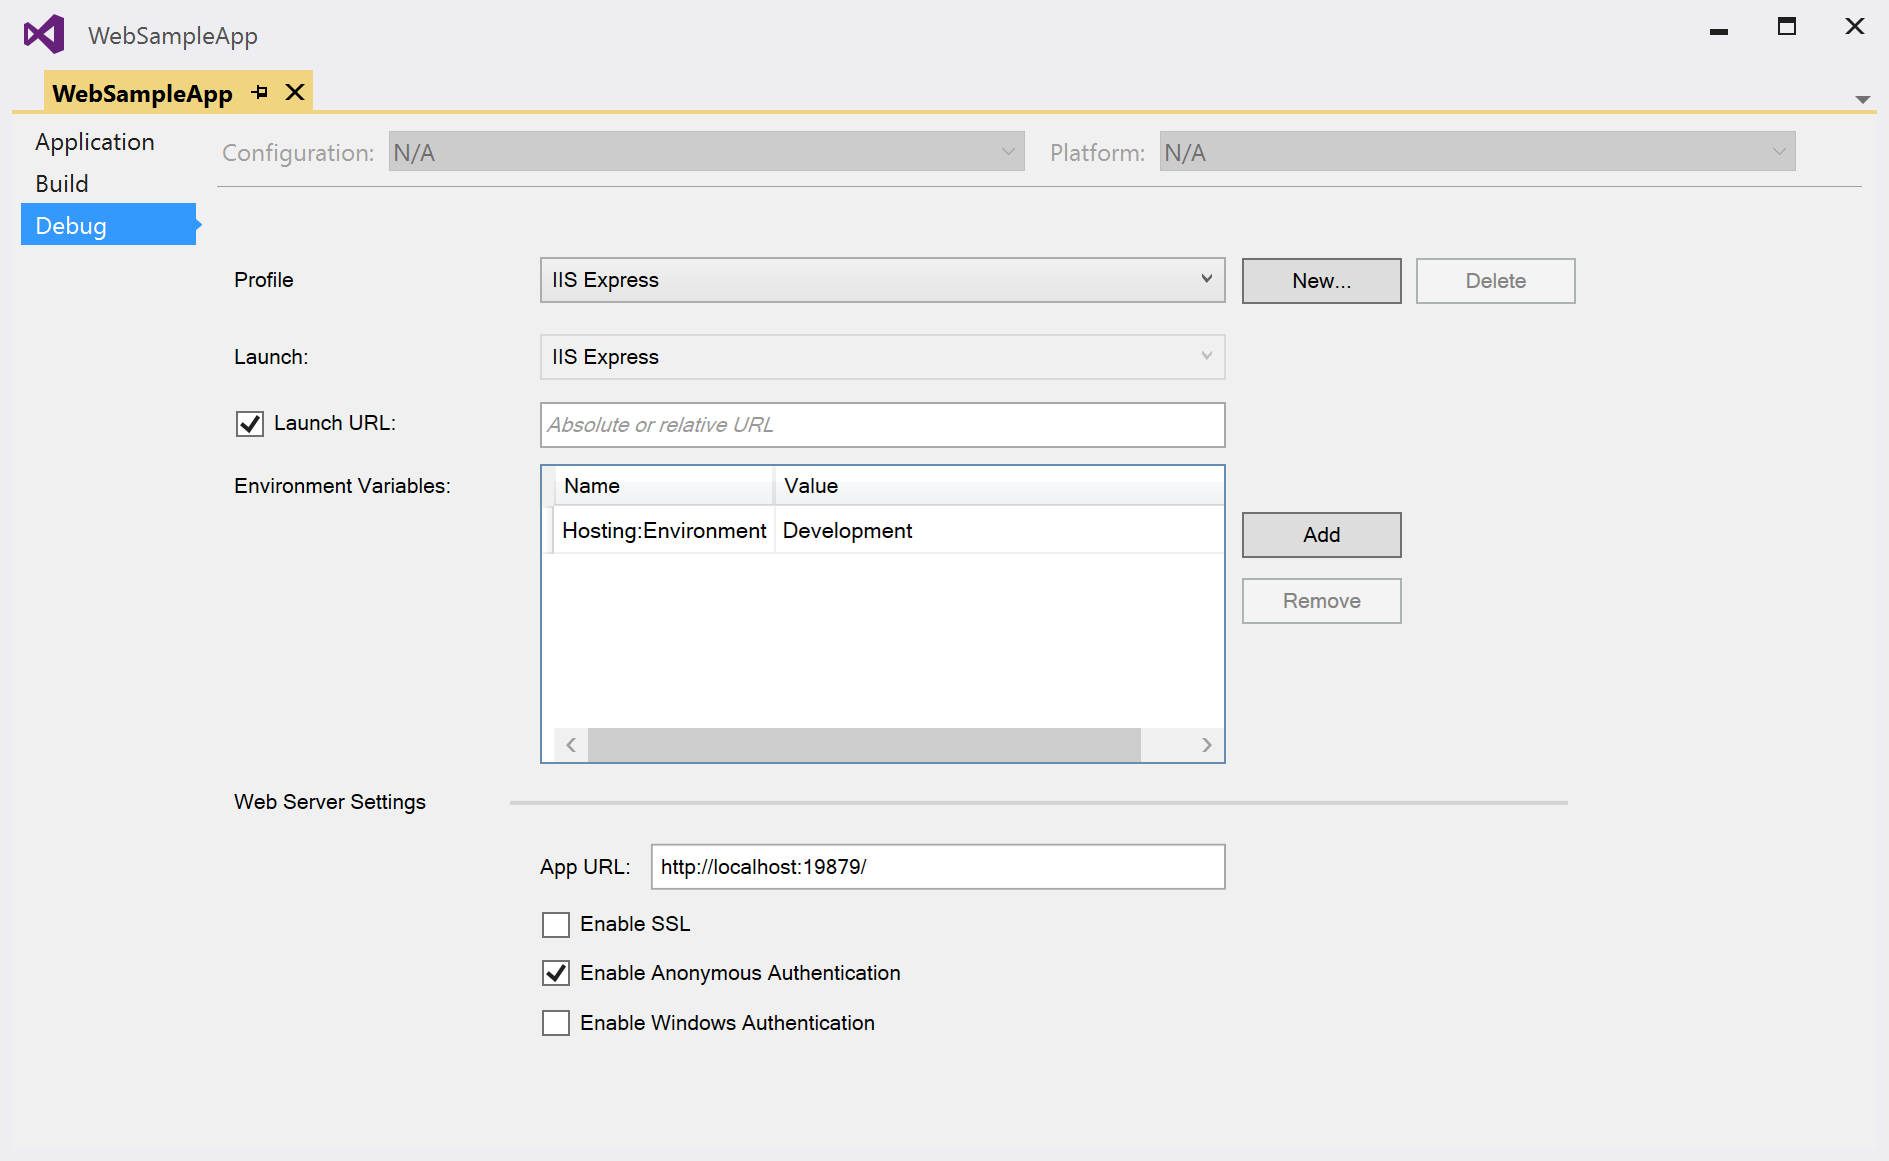 WebSampleApp
WebSampleApp
Application
Build
Debug
Configuration: N/A Platform: N/A
Profile IIS Express New... Delete
Launch: IIS Express
Launch URL: Absolute or relative URL
Environment Variables: Name Value
Hosting:Environment Development
Add
Remove
Web Server Settings
App URL: http://localhost:19879/
Enable SSL
Enable Anonymous Authentication
Enable Windows Authentication